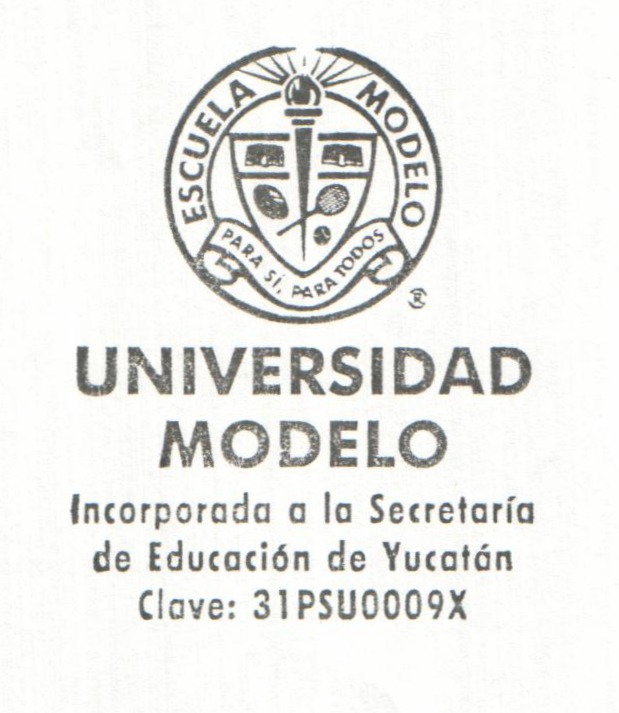 ESCUELA MODELO
PARA SÍ, PARA TODOS
®
UNIVERSIDAD
MODELO
Incorporada a la Secretaría
de Educación de Yucatán
Clave: 31PSU0009X